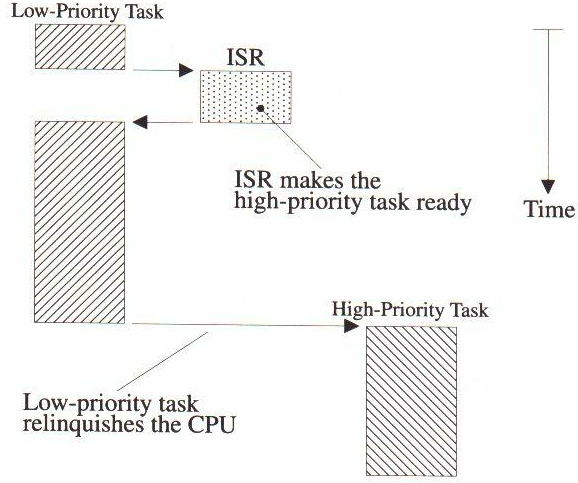 Low-Priority Task
ISR
ISR makes the
high-priority task ready
Time
High-Priority Task
Low-priority task
relinquishes the CPU